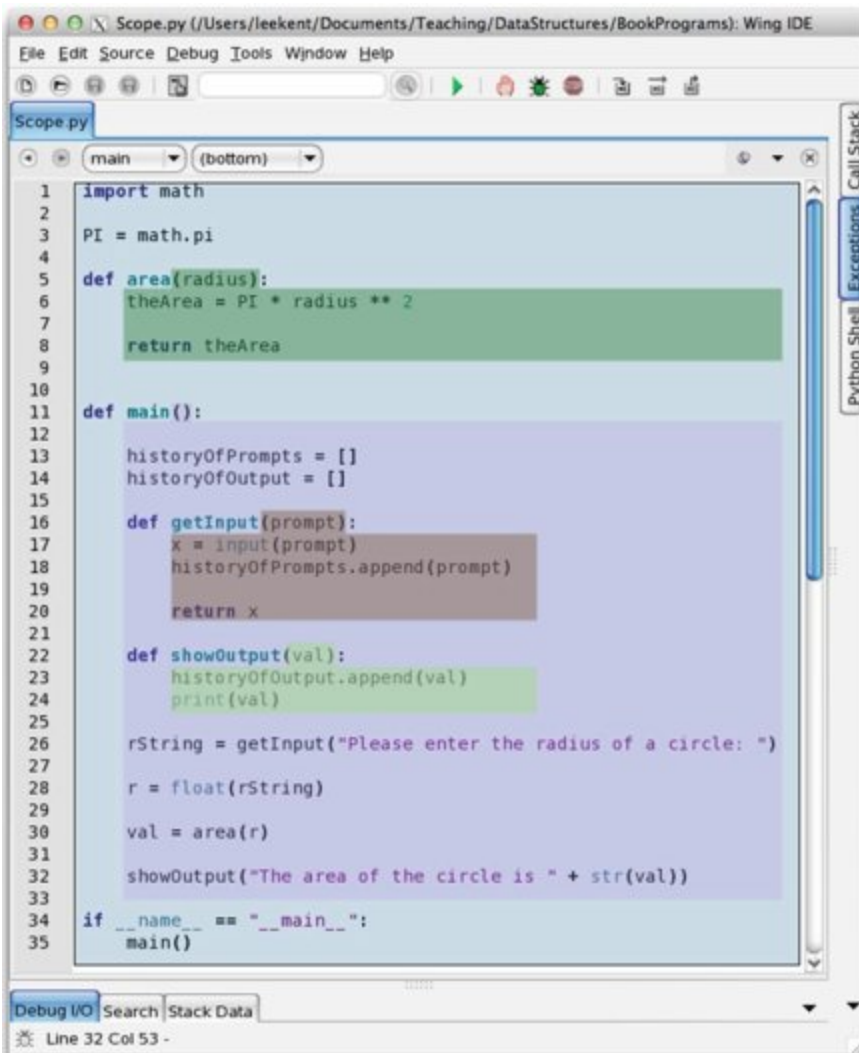 Scope.py (/Users/leekent/Documents/Teaching/DataStructures/BookPrograms): Wing IDE
File Edit Source Debug Tools Window Help
Scope.py
main (bottom)
1 import math
2
3 PI = math.pi
4
5 def area(radius):
6 theArea = PI * radius ** 2
7
8 return theArea
9
10
11 def main():
12
13 historyOfPrompts = []
14 historyOfOutput = []
15
16 def getInput(prompt):
17 x = input(prompt)
18 historyOfPrompts.append(prompt)
19
20 return x
21
22 def showOutput(val):
23 historyOfOutput.append(val)
24 print(val)
25
26 rString = getInput("Please enter the radius of a circle: ")
27
28 r = float(rString)
29
30 val = area(r)
31
32 showOutput("The area of the circle is " + str(val))
33
34 if __name__ == "__main__":
35 main()
Call Stack
Exceptions
Python Shell
Debug I/O Search Stack Data
Line 32 Col 53 -